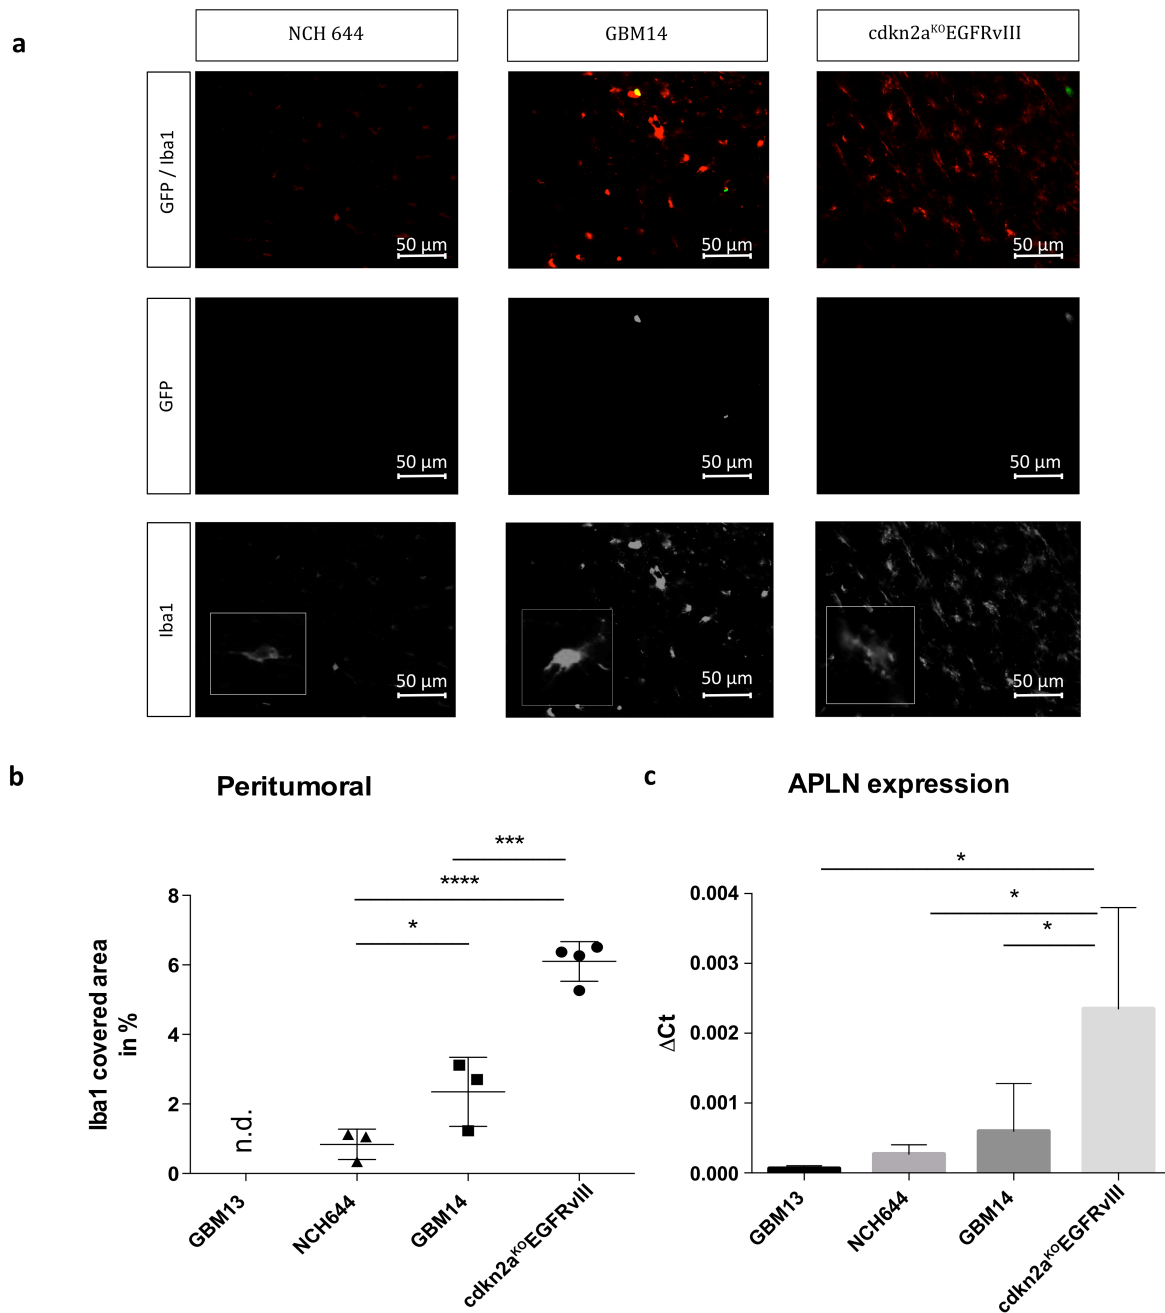 a
NCH 644
GBM14
cdkn2aKOEGFRvIII
GFP / Iba1
50 µm
50 µm
50 µm
GFP
50 µm
50 µm
50 µm
Iba1
50 µm
50 µm
50 µm
b
Peritumoral
***
****
*
Iba1 covered area
in %
8
6
4
2
0
n.d.
GBM13
NCH644
GBM14
cdkn2aKOEGFRvIII
c
APLN expression
*
*
*
ΔCt
0.004
0.003
0.002
0.001
0.000
GBM13
NCH644
GBM14
cdkn2aKOEGFRvIII